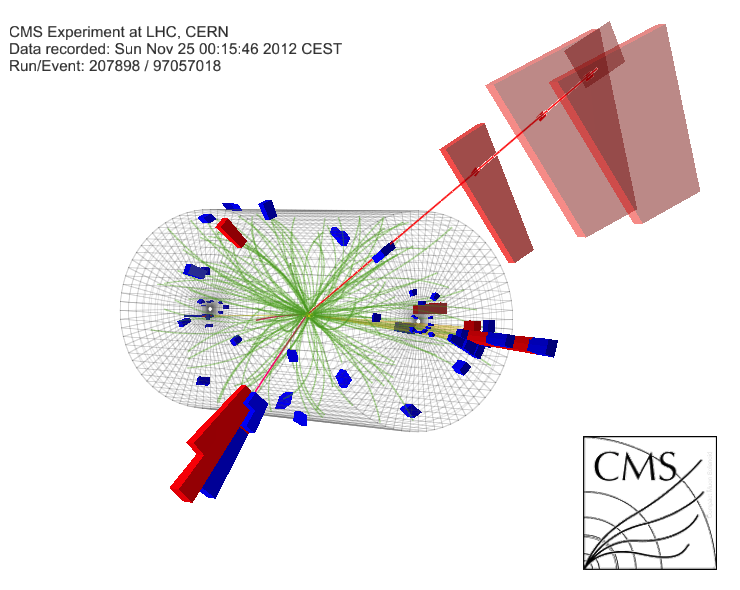 CMS Experiment at LHC, CERN
Data recorded: Sun Nov 25 00:15:46 2012 CEST
Run/Event: 207898 / 97057018
CMS